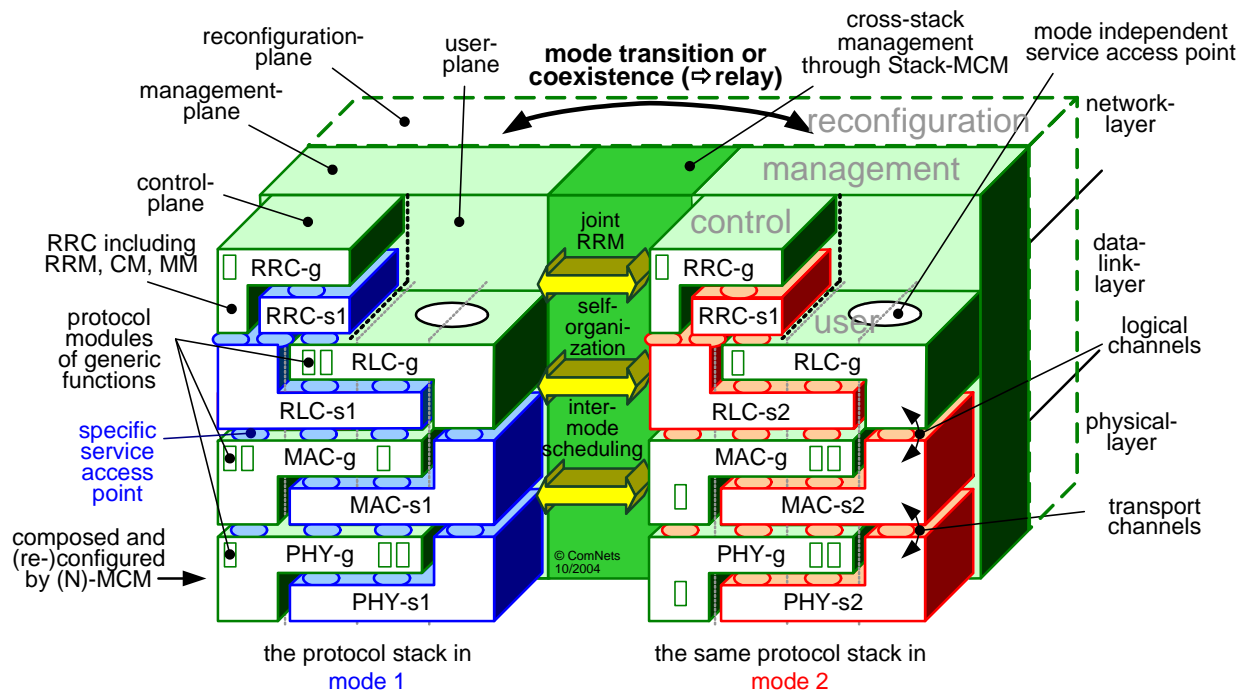 reconfiguration-
plane
user-
plane
mode transition or
coexistence (⇨relay)
cross-stack
management
through Stack-MCM
mode independent
service access point
management-
plane
reconfiguration
network-
layer
management
control-
plane
control
joint
RRM
RRC including
RRM, CM, MM
RRC-g
RRC-g
data-
link-
layer
RRC-s1
RRC-s1
self-
organi-
zation
user
protocol
modules
of generic
functions
logical
channels
RLC-g
RLC-g
RLC-s1
RLC-s2
inter-
mode
scheduling
physical-
layer
specific
service
access
point
MAC-g
MAC-g
MAC-s1
MAC-s2
transport
channels
composed and
(re-)configured
by (N)-MCM
PHY-g
PHY-g
© ComNets
10/2004
PHY-s1
PHY-s2
the protocol stack in
mode 1
the same protocol stack in
mode 2